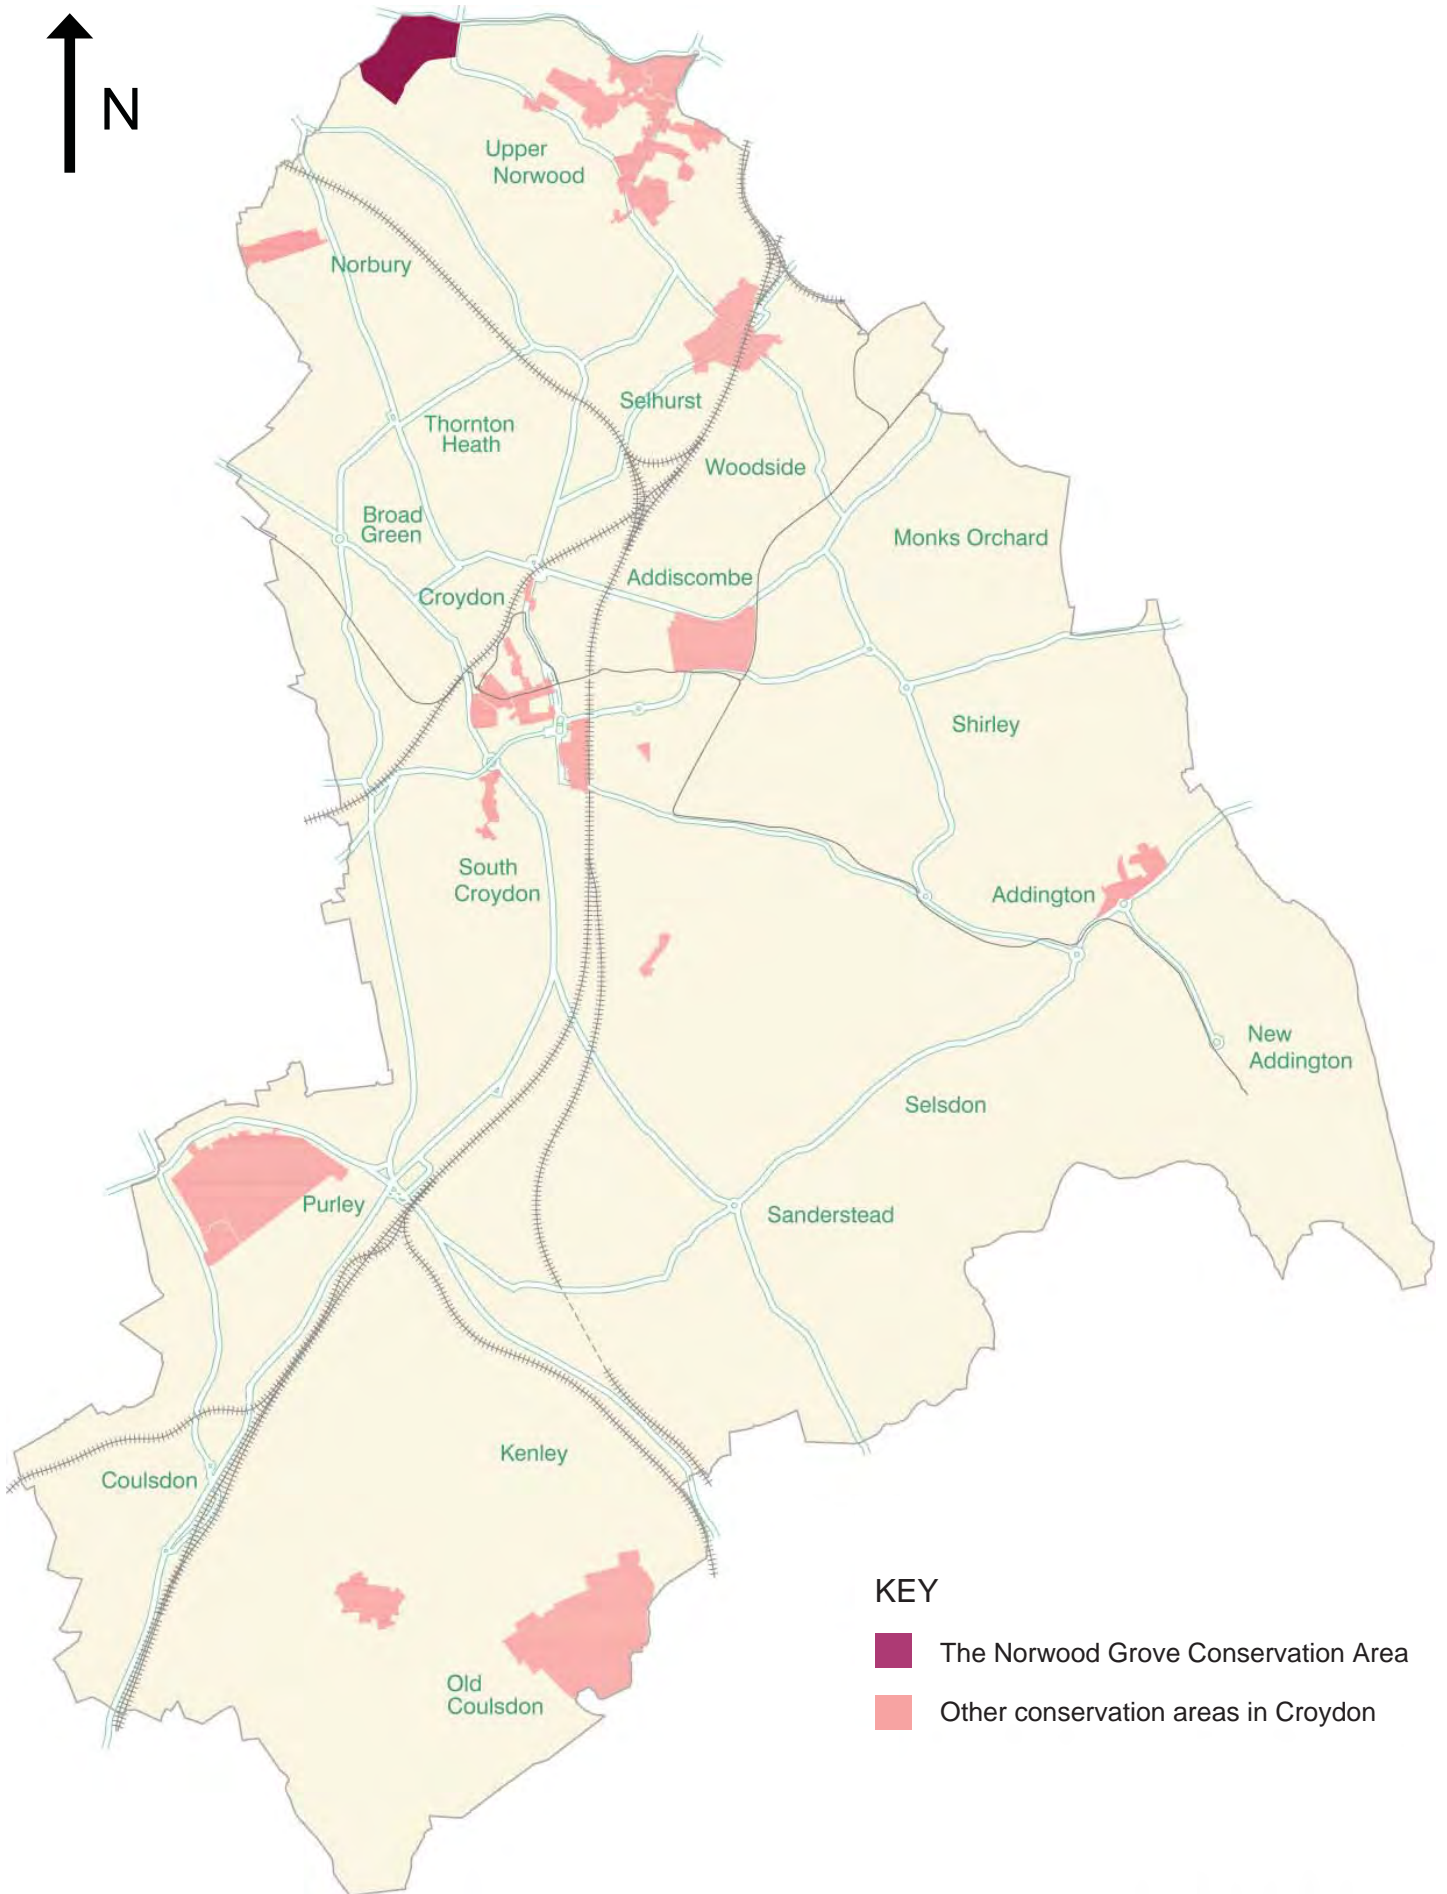 N
Upper
Norwood
Norbury
Selhurst
Thornton
Heath
Woodside
Broad
Green
Monks Orchard
Addiscombe
Croydon
Shirley
South
Croydon
Addington
New
Addington
Selsdon
Purley
Sanderstead
Kenley
Coulsdon
Old
Coulsdon
KEY
The Norwood Grove Conservation Area
Other conservation areas in Croydon